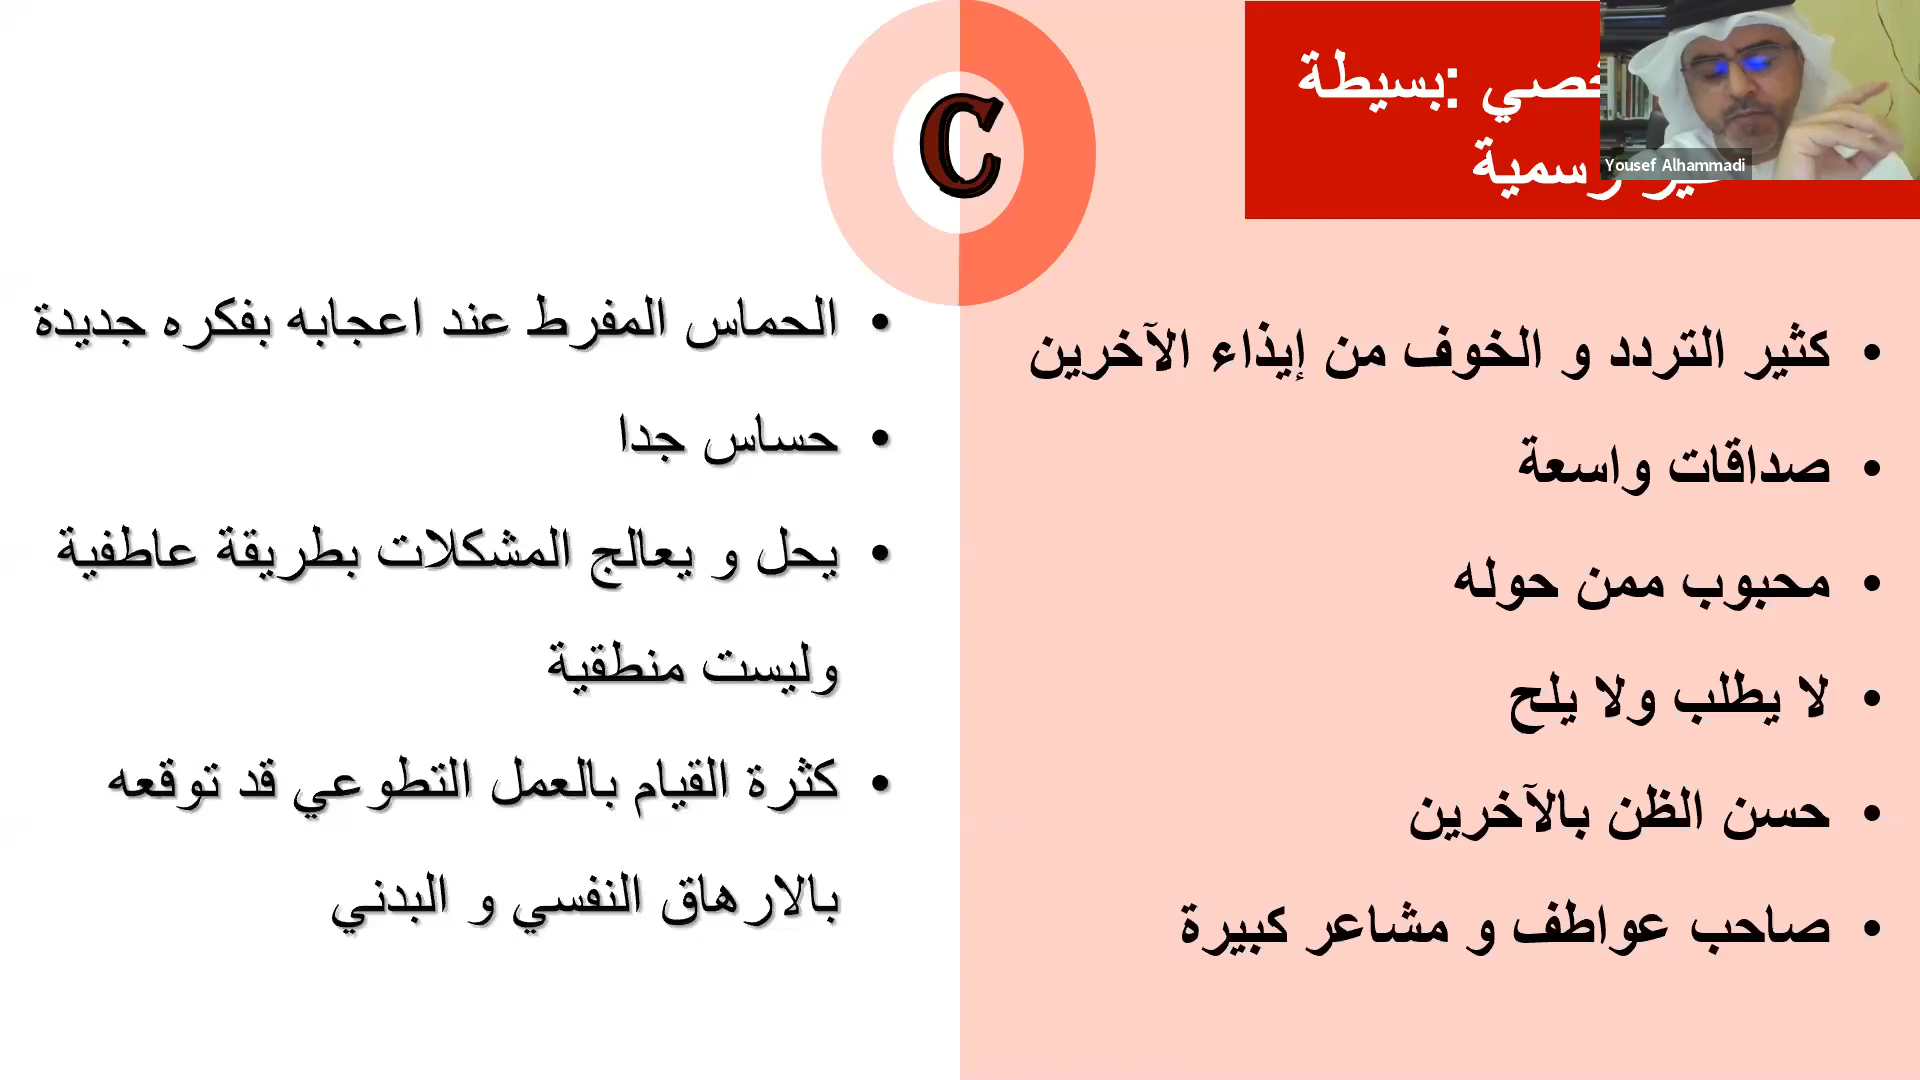 بسيطة
رسمية
Yousef Alhammadi
C
• كثير التردد و الخوف من إيذاء الآخرين
• صداقات واسعة
• محبوب ممن حوله
• لا يطلب ولا يلح
• حسن الظن بالآخرين
• صاحب عواطف و مشاعر كبيرة
• الحماس المفرط عند اعجابه بفكره جديدة
• حساس جدا
• يحل و يعالج المشكلات بطريقة عاطفية
وليست منطقية
• كثرة القيام بالعمل التطوعي قد توقعه
بالارهاق النفسي و البدني